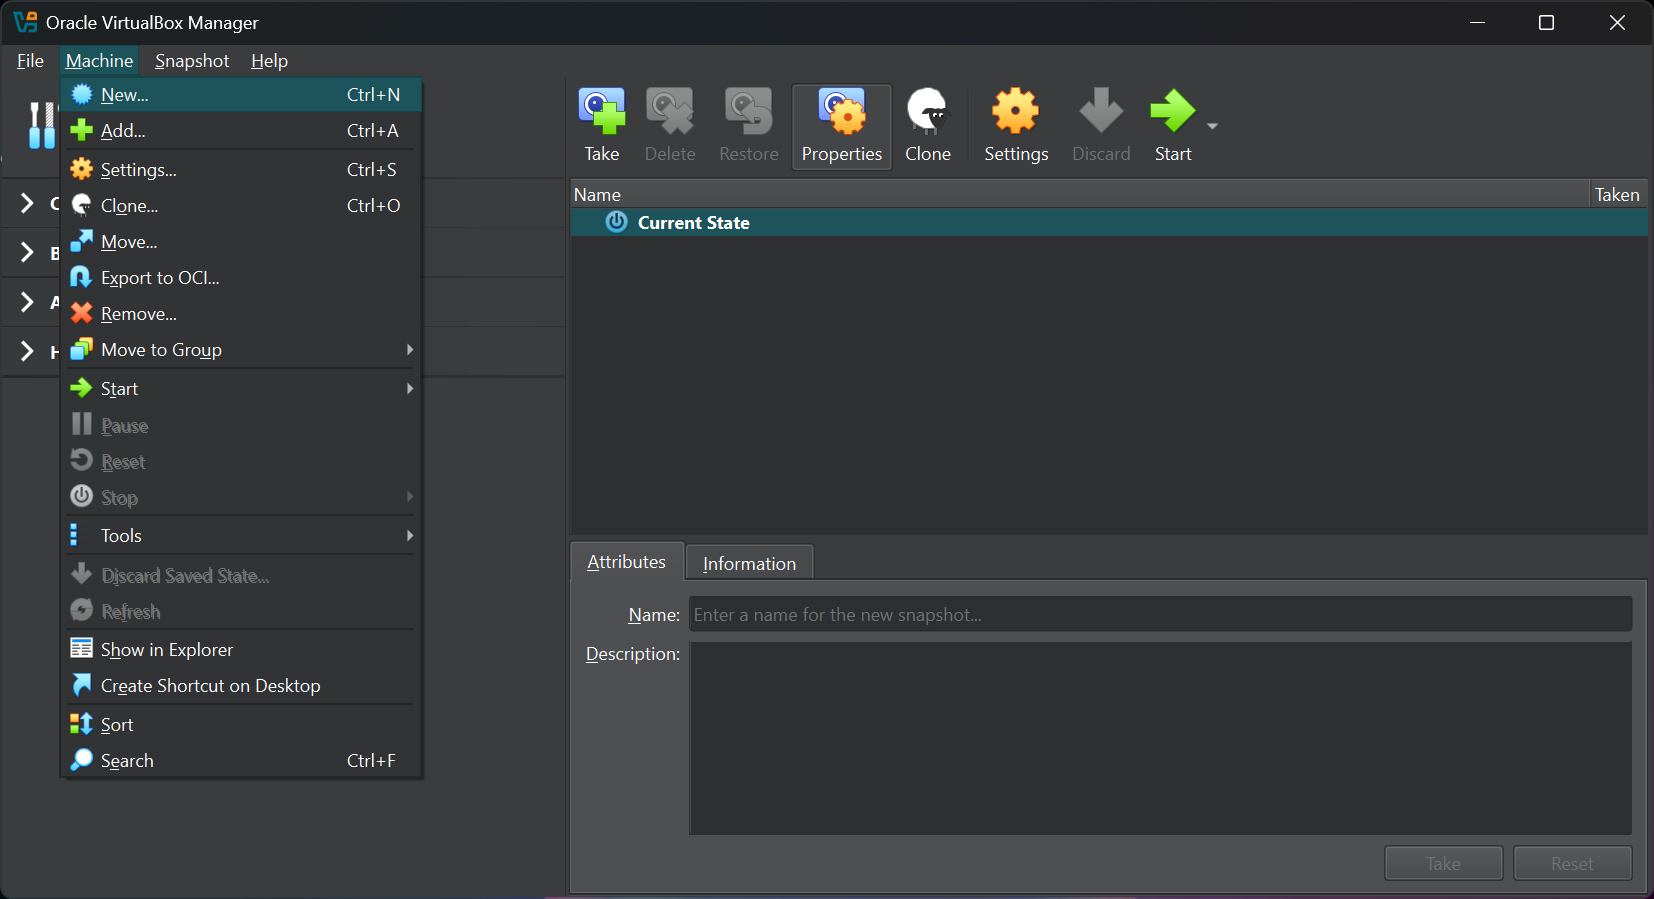 Oracle VirtualBox Manager
File Machine Snapshot Help
New... Ctrl+N
Add... Ctrl+A
Settings... Ctrl+S
Clone... Ctrl+O
Move...
Export to OCI...
Remove...
Move to Group
Start
Pause
Reset
Stop
Tools
Discard Saved State...
Refresh
Show in Explorer
Create Shortcut on Desktop
Sort
Search Ctrl+F
Take Delete Restore Properties Clone Settings Discard Start
Name Taken
Current State
Attributes Information
Name: Enter a name for the new snapshot...
Description:
Take Reset